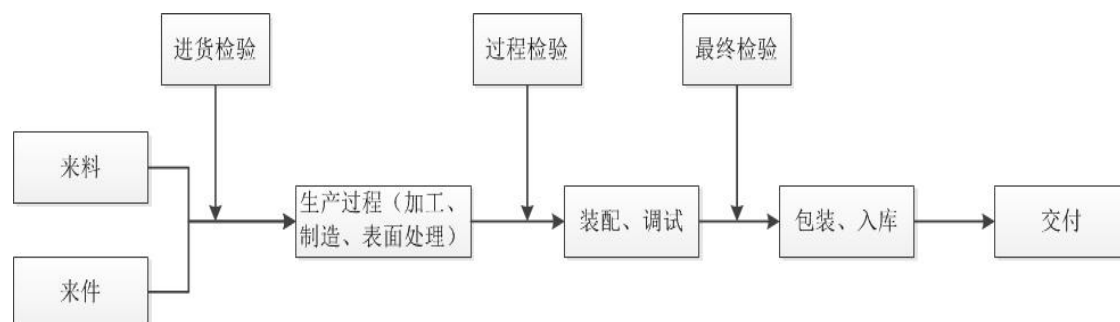 进货检验
过程检验
最终检验
来料
生产过程（加工、
制造、表面处理）
装配、调试
包装、入库
交付
来件